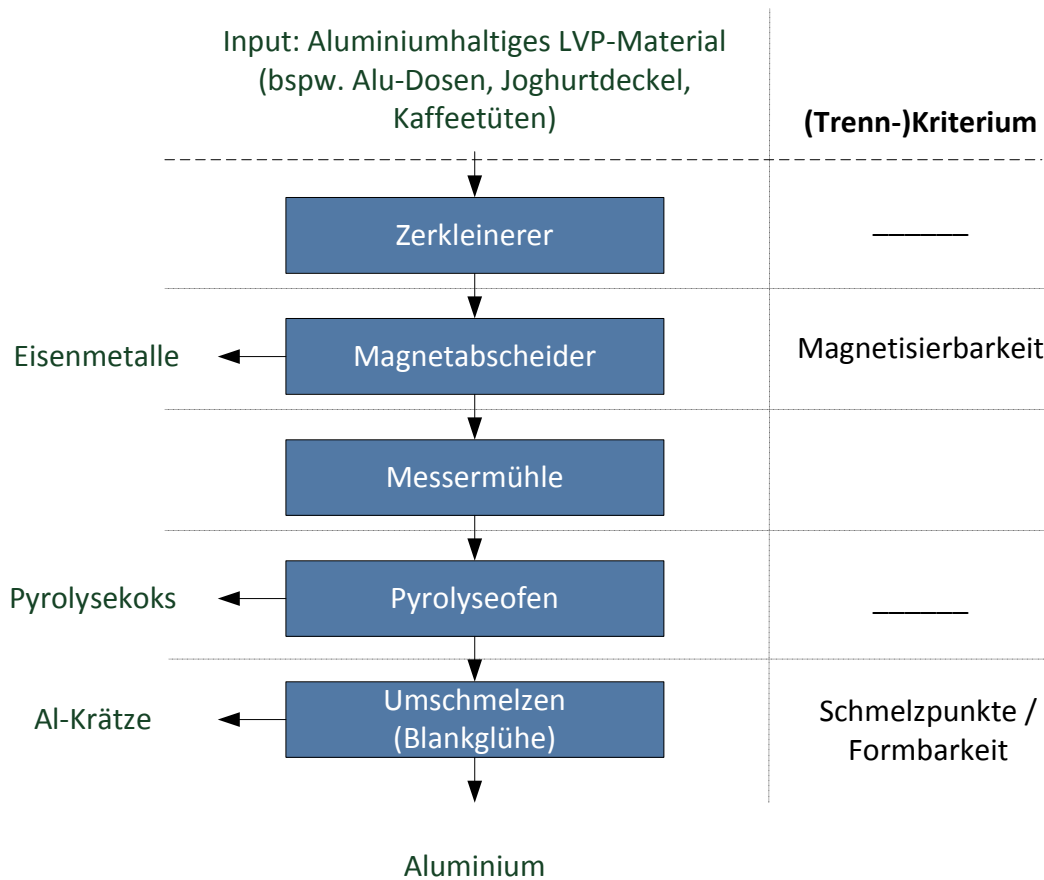 Input: Aluminiumhaltiges LVP-Material
(bspw. Alu-Dosen, Joghurtdeckel,
Kaffeetüten)
(Trenn-)Kriterium
Zerkleinerer
Eisenmetalle
Magnetabscheider
Magnetisierbarkeit
Messermühle
Pyrolysekoks
Pyrolyseofen
Al-Krätze
Umschmelzen
(Blankglühe)
Schmelzpunkte /
Formbarkeit
Aluminium